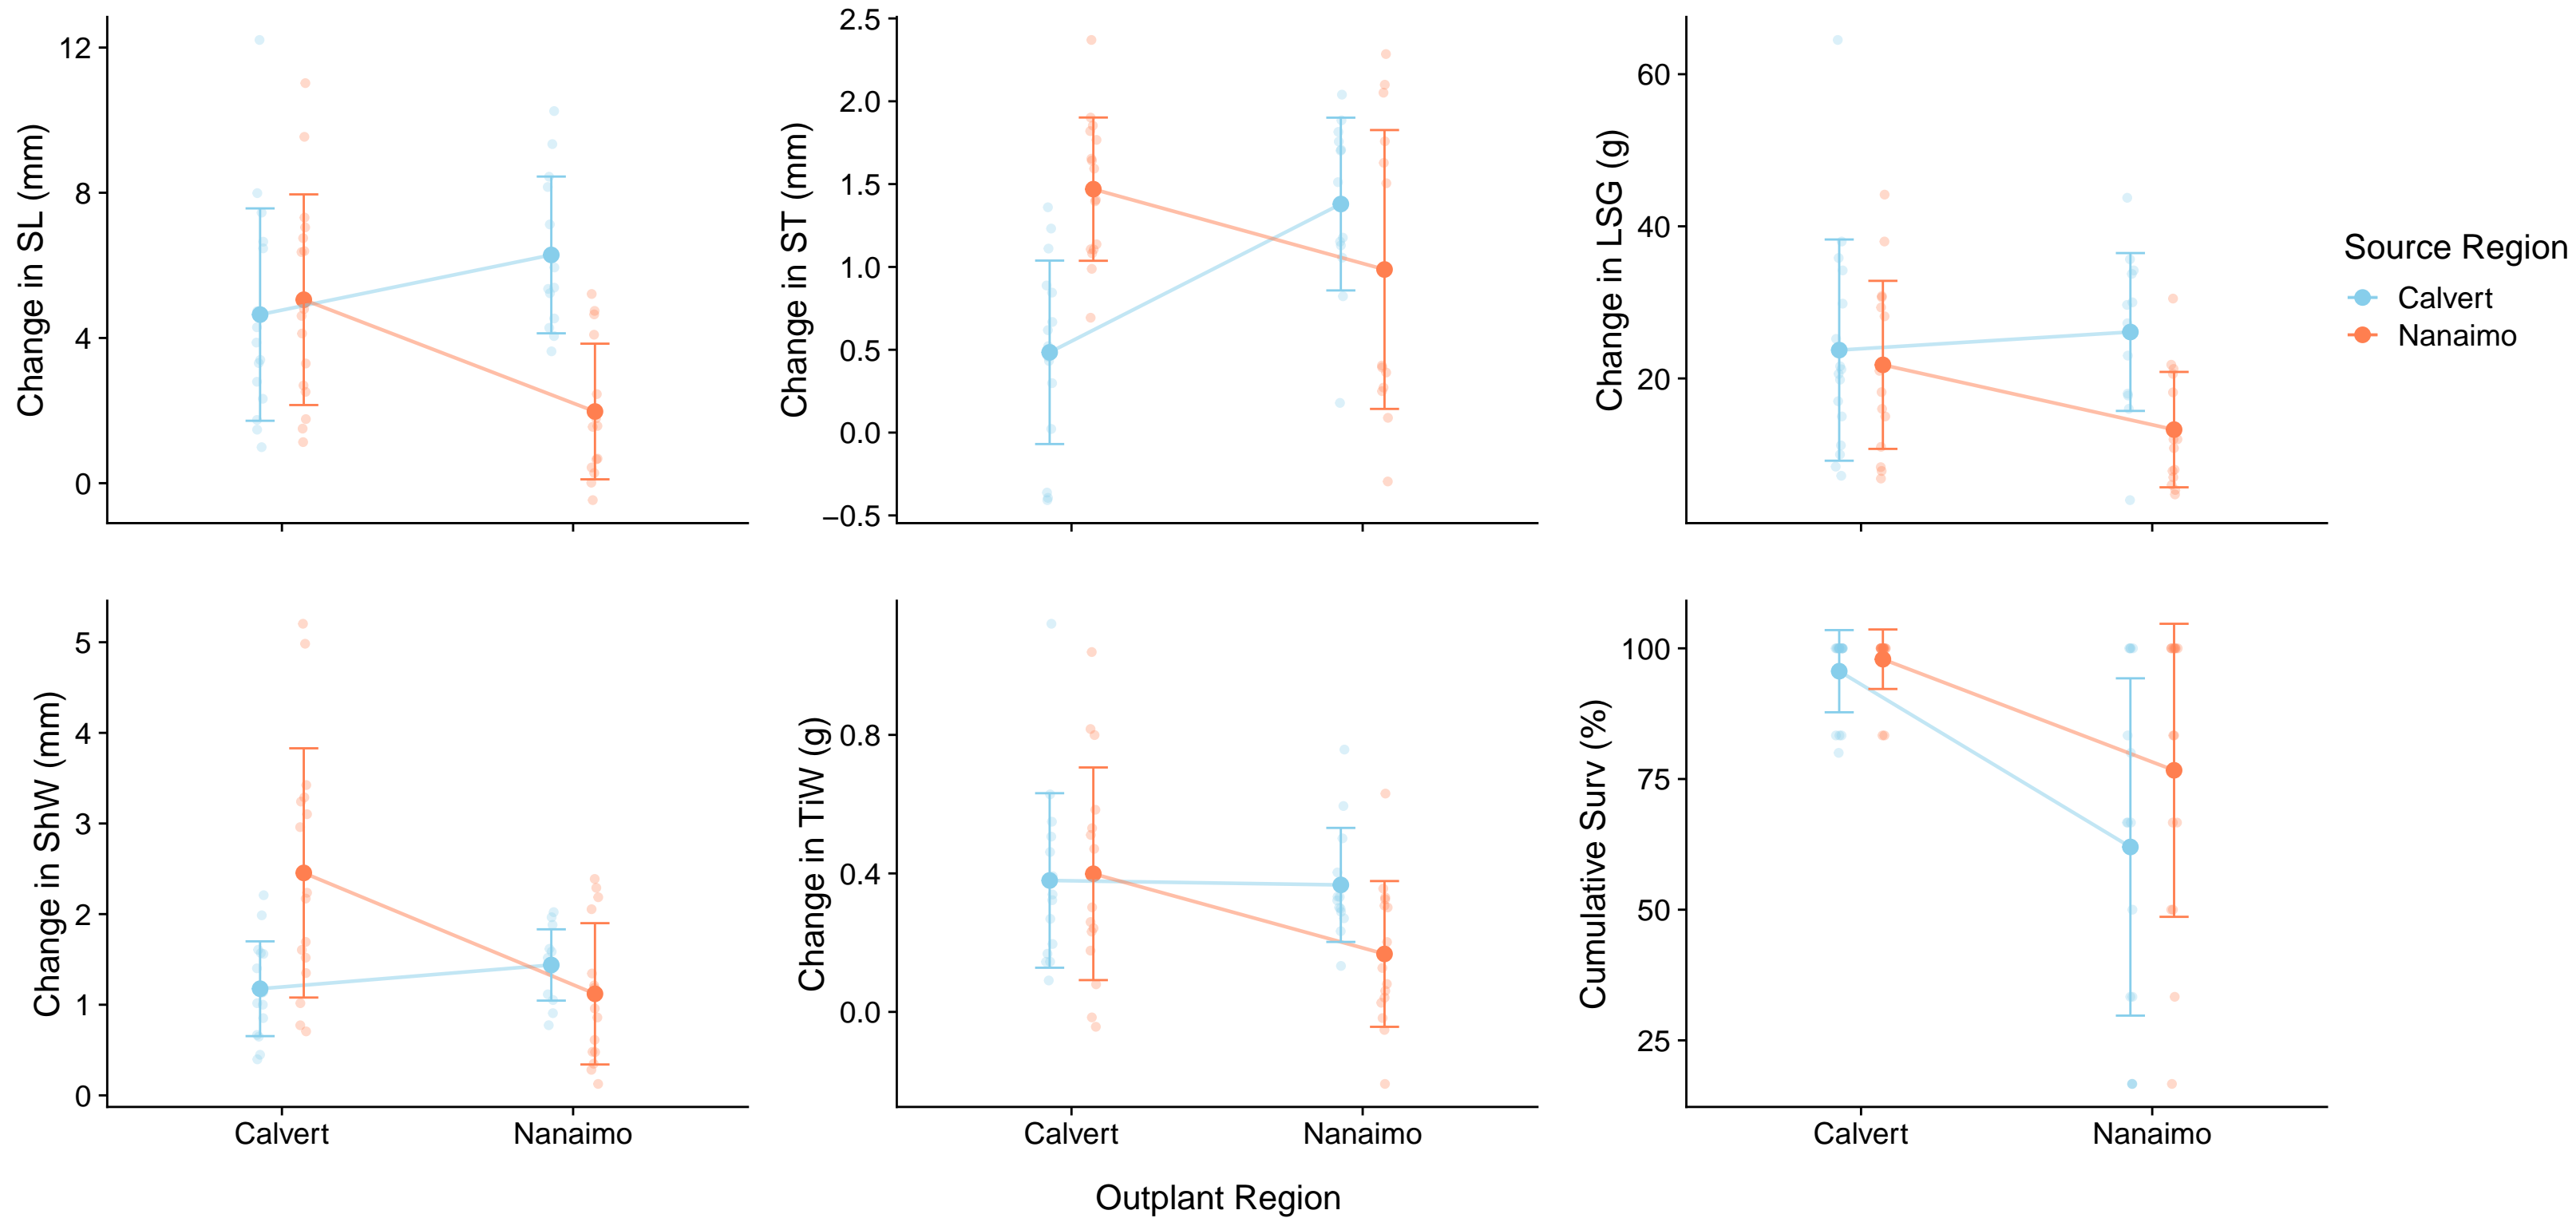 Change in SL (mm)
12
8
4
0
Change in ST (mm)
2.5
2.0
1.5
1.0
0.5
0.0
−0.5
Change in LSG (g)
60
40
20
Source Region
Calvert
Nanaimo
Change in ShW (mm)
5
4
3
2
1
0
Calvert
Nanaimo
Change in TiW (g)
0.8
0.4
0.0
Calvert
Nanaimo
Cumulative Surv (%)
100
75
50
25
Calvert
Nanaimo
Outplant Region